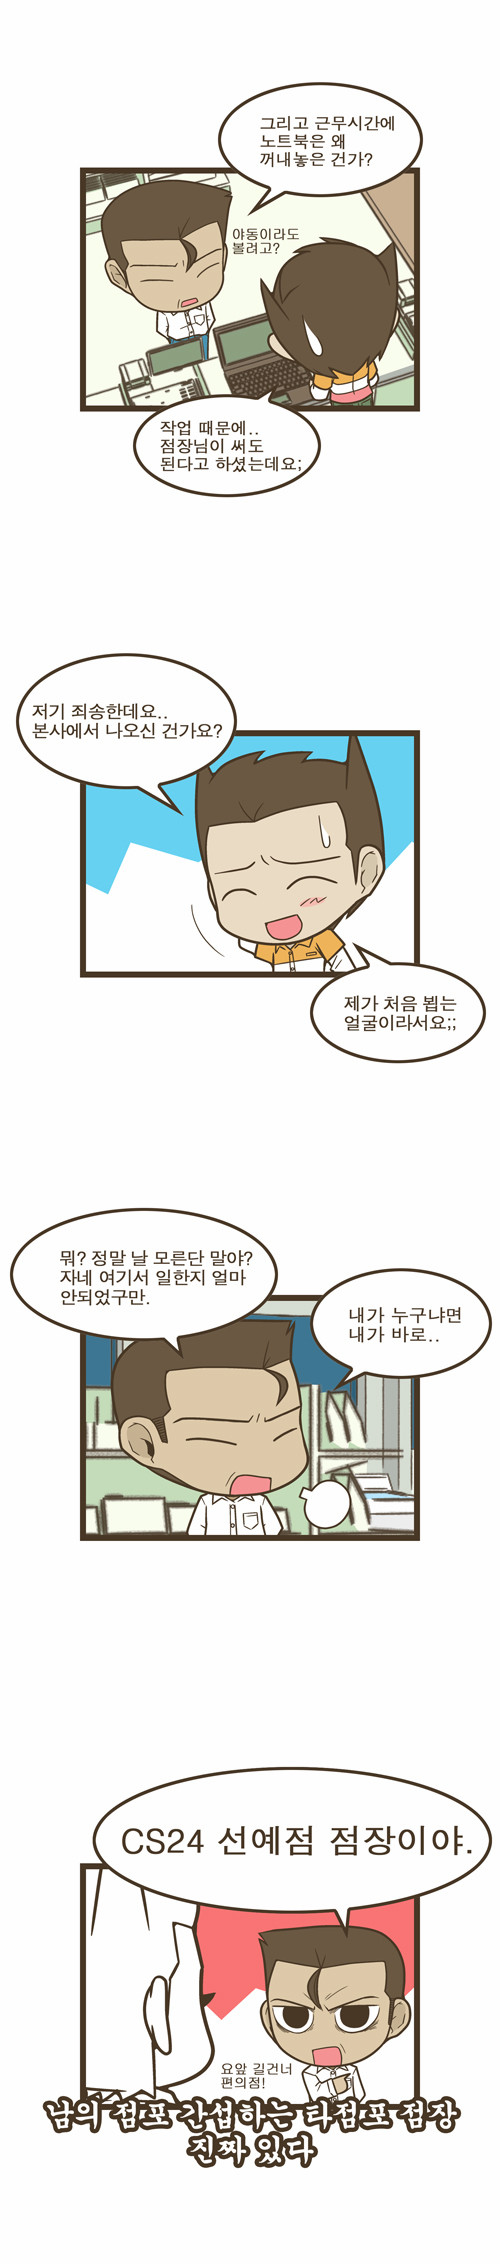 그리고 근무시간에
노트북은 왜
꺼내놓은 건가?
야동이라도
볼려고?
작업 때문에..
점장님이 써도
된다고 하셨는데요;
저기 죄송한데요..
본사에서 나오신 건가요?
제가 처음 뵙는
얼굴이라서요;;
뭐? 정말 날 모른단 말야?
자네 여기서 일한지 얼마
안되었구만.
내가 누구냐면
내가 바로..
CS24 선예점 점장이야.
요앞 길건너
편의점!
남의 점포 간섭하는 타점포 점장
진짜 있다